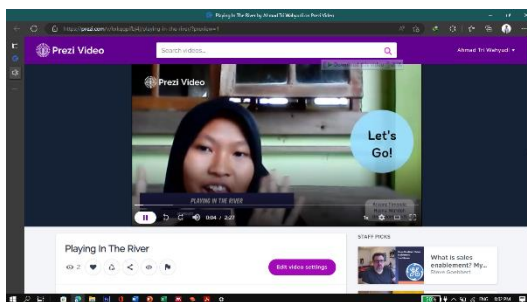 Playing In The River by Ahmad Tri Wahyudi on Prezi Video
Prezi Video
Search videos...
Ahmad Tri Wahyudi
Prezi Video
Let's
Go!
PLAYING IN THE RIVER
0:04 / 2:27
STAFF PICKS
Playing In The River
2
Edit video settings
What is sales
enablement? My...